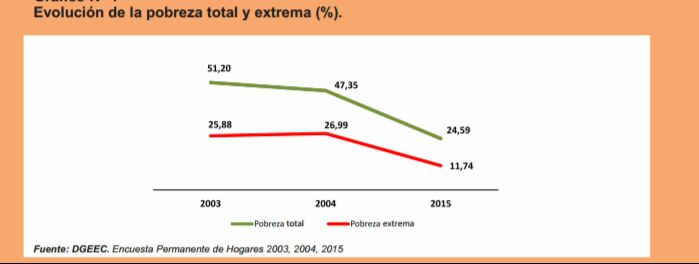 Evolución de la pobreza total y extrema (%).
51,20
47,35
25,88
26,99
24,59
11,74
2003 2004 2015
Pobreza total Pobreza extrema
Fuente: DGEEC. Encuesta Permanente de Hogares 2003, 2004, 2015